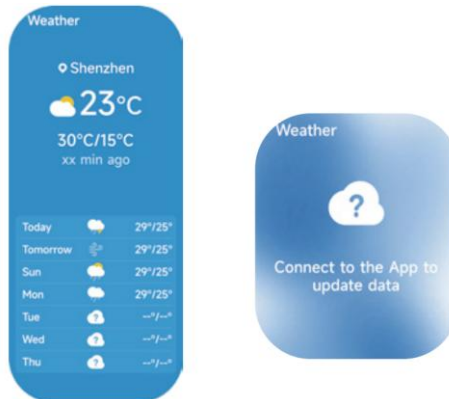 Weather
Shenzhen
23°C
30°C/15°C
xx min ago
Today 29°/25°
Tomorrow 29°/25°
Sun 29°/25°
Mon 29°/25°
Tue ? --°/--°
Wed ? --°/--°
Thu ? --°/--°
Weather
?
Connect to the App to
update data